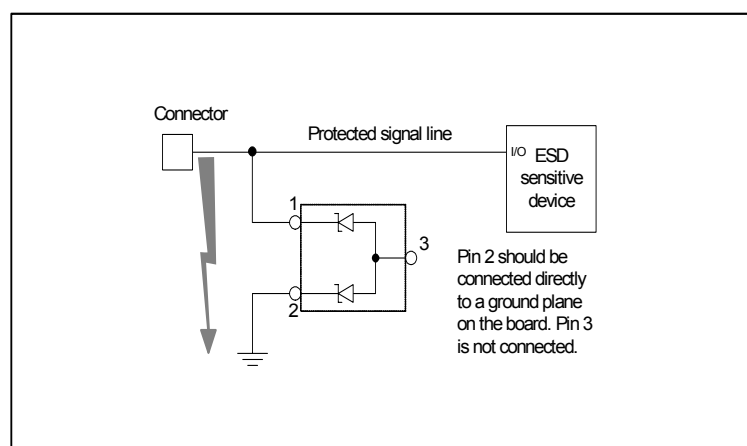 Connector
Protected signal line
I/O
ESD
sensitive
device
1
3
2
Pin 2 should be
connected directly
to a ground plane
on the board. Pin 3
is not connected.